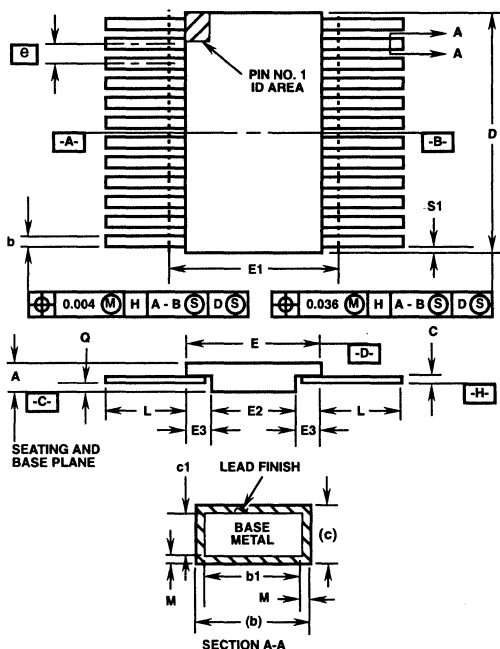 A
e
A
PIN NO. 1
ID AREA
-A-
-B-
D
S1
b
E1
⌖ 0.004 Ⓜ H A - B Ⓢ D Ⓢ
⌖ 0.036 Ⓜ H A - B Ⓢ D Ⓢ
Q
E
-D-
C
A
-C-
-H-
L
E2
L
E3
E3
SEATING AND
BASE PLANE
c1
LEAD FINISH
BASE
METAL
(c)
b1
M
M
(b)
SECTION A-A